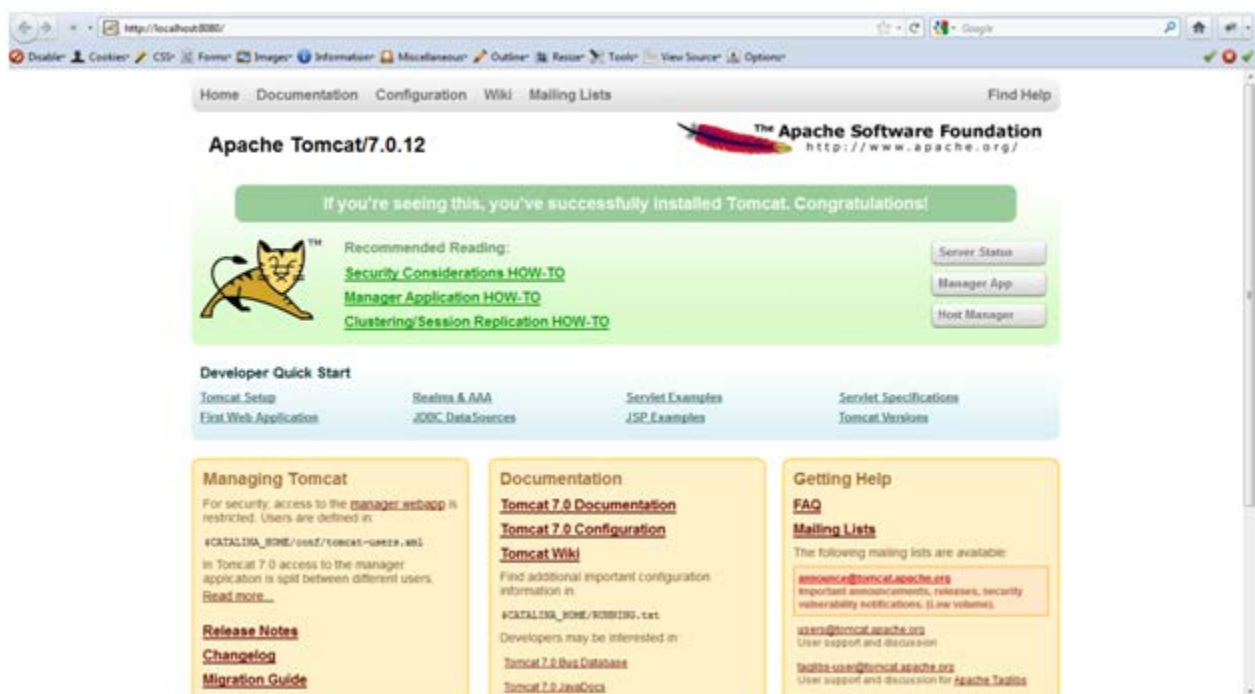 http://localhost:8080/
Google
Disable Cookies CSS Forms Images Information Miscellaneous Outline Resize Tools View Source Options
Home Documentation Configuration Wiki Mailing Lists Find Help
Apache Tomcat/7.0.12
The Apache Software Foundation
http://www.apache.org/
If you're seeing this, you've successfully installed Tomcat. Congratulations!
TM
Recommended Reading:
Security Considerations HOW-TO
Manager Application HOW-TO
Clustering/Session Replication HOW-TO
Server Status
Manager App
Host Manager
Developer Quick Start
Tomcat Setup
First Web Application
Realms & AAA
JDBC DataSources
Servlet Examples
JSP Examples
Servlet Specifications
Tomcat Versions
Managing Tomcat
For security, access to the manager webapp is
restricted. Users are defined in:
$CATALINA_HOME/conf/tomcat-users.xml
In Tomcat 7.0 access to the manager
application is split between different users.
Read more...
Release Notes
Changelog
Migration Guide
Documentation
Tomcat 7.0 Documentation
Tomcat 7.0 Configuration
Tomcat Wiki
Find additional important configuration
information in:
$CATALINA_HOME/RUNNING.txt
Developers may be interested in:
Tomcat 7.0 Bug Database
Tomcat 7.0 JavaDocs
Getting Help
FAQ
Mailing Lists
The following mailing lists are available:
announce@tomcat.apache.org
Important announcements, releases, security
vulnerability notifications. (Low volume).
users@tomcat.apache.org
User support and discussion
taglibs-user@tomcat.apache.org
User support and discussion for Apache Taglibs